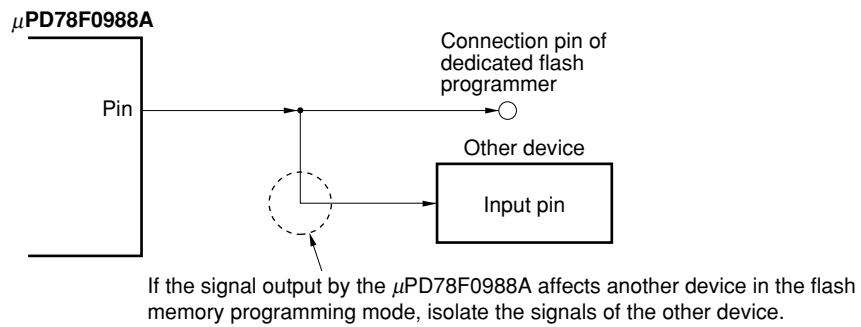 μPD78F0988A
Connection pin of
dedicated flash
programmer
Pin
Other device
Input pin
If the signal output by the μPD78F0988A affects another device in the flash
memory programming mode, isolate the signals of the other device.